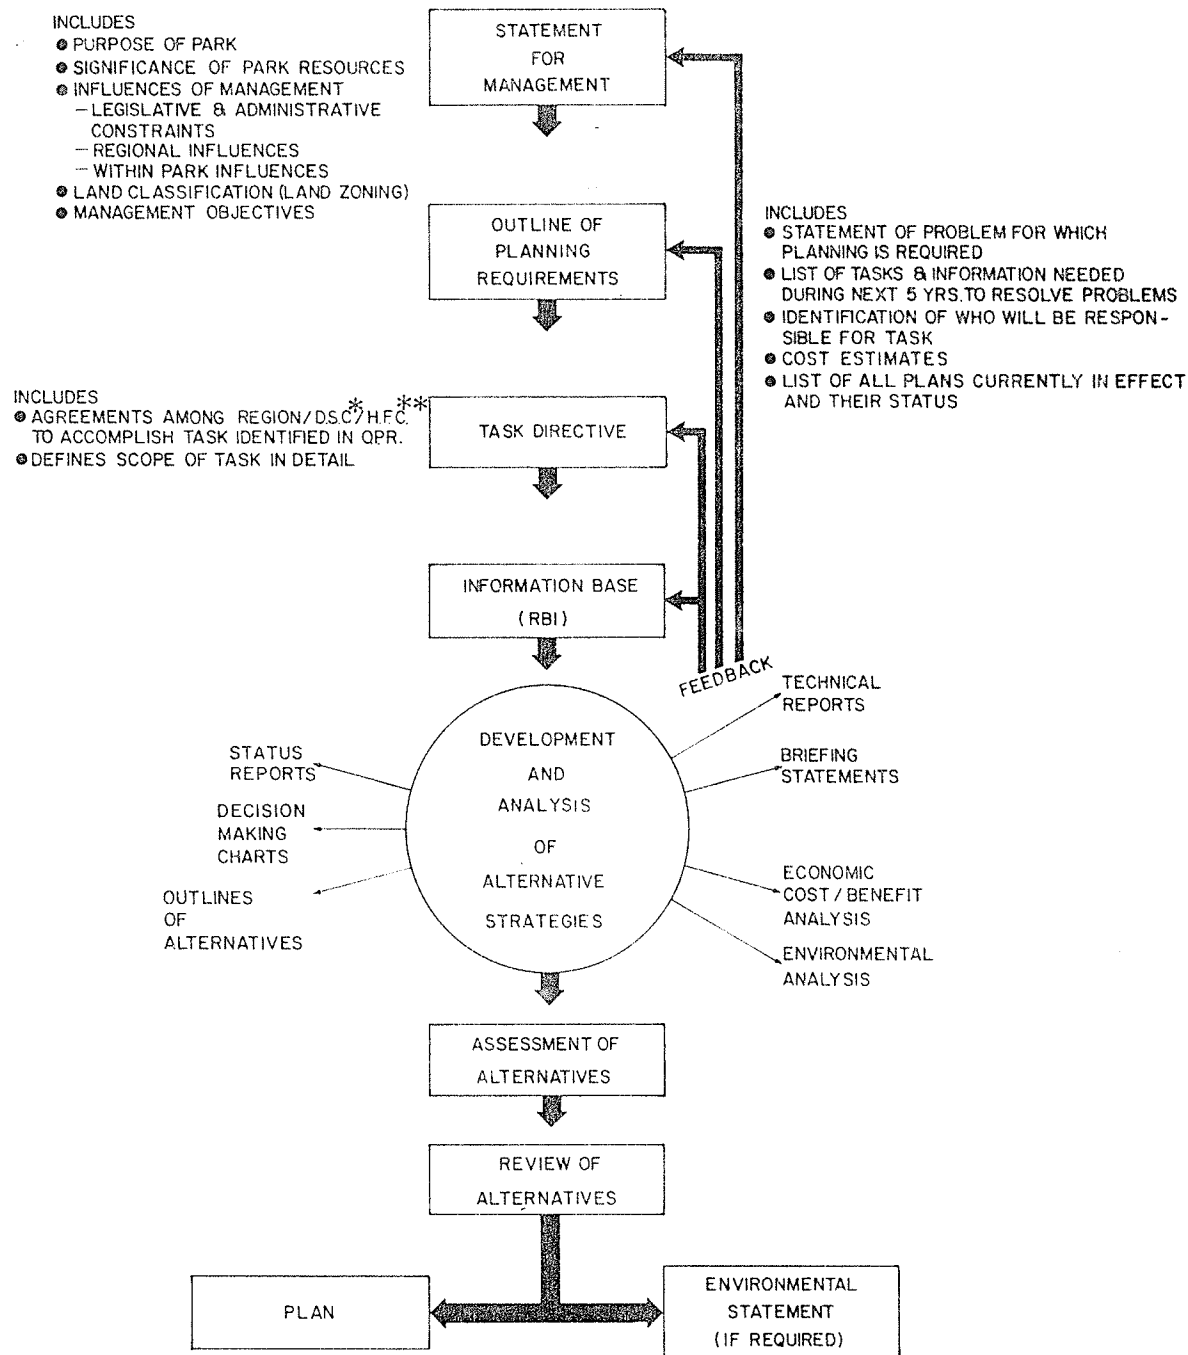 INCLUDES
● PURPOSE OF PARK
● SIGNIFICANCE OF PARK RESOURCES
● INFLUENCES OF MANAGEMENT
– LEGISLATIVE & ADMINISTRATIVE
CONSTRAINTS
– REGIONAL INFLUENCES
– WITHIN PARK INFLUENCES
● LAND CLASSIFICATION (LAND ZONING)
● MANAGEMENT OBJECTIVES
STATEMENT
FOR
MANAGEMENT
OUTLINE OF
PLANNING
REQUIREMENTS
INCLUDES
● STATEMENT OF PROBLEM FOR WHICH
PLANNING IS REQUIRED
● LIST OF TASKS & INFORMATION NEEDED
DURING NEXT 5 YRS. TO RESOLVE PROBLEMS
● IDENTIFICATION OF WHO WILL BE RESPON-
SIBLE FOR TASK
● COST ESTIMATES
● LIST OF ALL PLANS CURRENTLY IN EFFECT
AND THEIR STATUS
INCLUDES
● AGREEMENTS AMONG REGION/D.S.C.*/H.F.C.**
TO ACCOMPLISH TASK IDENTIFIED IN OPR.
● DEFINES SCOPE OF TASK IN DETAIL
TASK DIRECTIVE
INFORMATION BASE
(RBI)
FEEDBACK
DEVELOPMENT
AND
ANALYSIS
OF
ALTERNATIVE
STRATEGIES
STATUS
REPORTS
DECISION
MAKING
CHARTS
OUTLINES
OF
ALTERNATIVES
TECHNICAL
REPORTS
BRIEFING
STATEMENTS
ECONOMIC
COST / BENEFIT
ANALYSIS
ENVIRONMENTAL
ANALYSIS
ASSESSMENT OF
ALTERNATIVES
REVIEW OF
ALTERNATIVES
PLAN
ENVIRONMENTAL
STATEMENT
(IF REQUIRED)